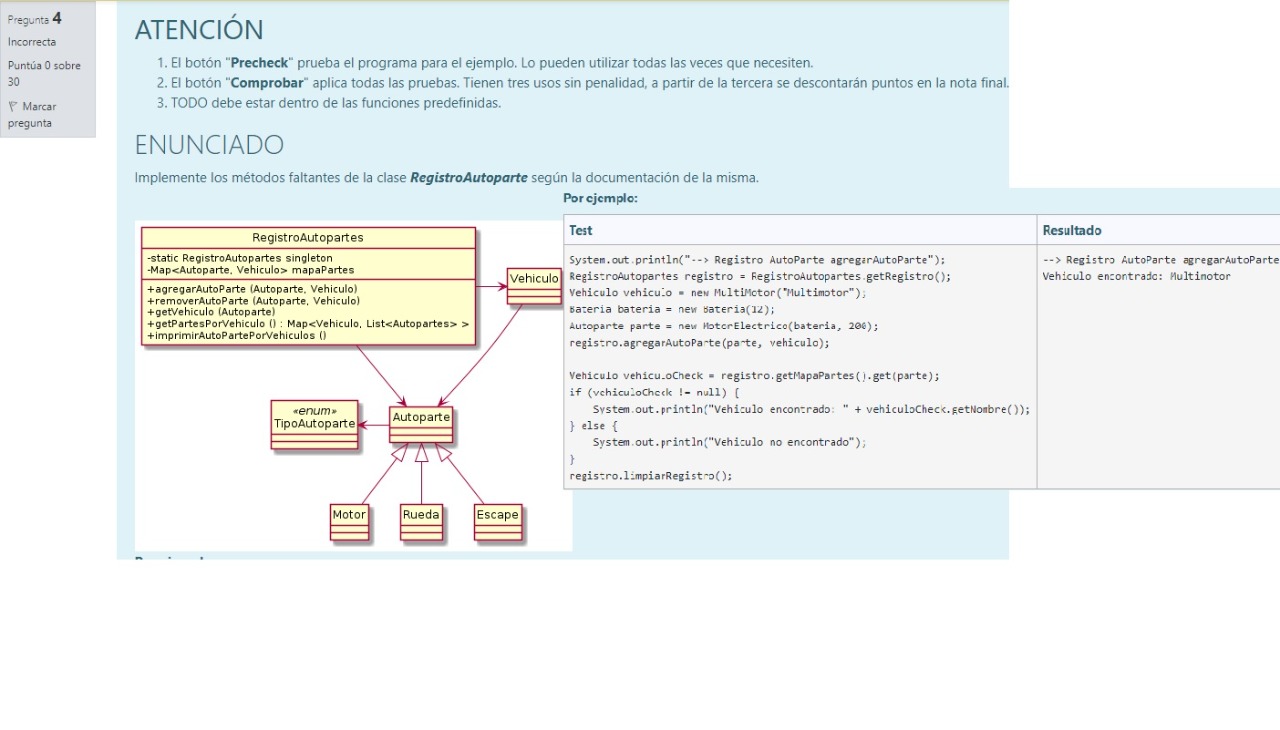 Pregunta 4
Incorrecta
Puntúa 0 sobre
30
Marcar
pregunta
ATENCIÓN
1. El botón "Precheck" prueba el programa para el ejemplo. Lo pueden utilizar todas las veces que necesiten.
2. El botón "Comprobar" aplica todas las pruebas. Tienen tres usos sin penalidad, a partir de la tercera se descontarán puntos en la nota final.
3. TODO debe estar dentro de las funciones predefinidas.
ENUNCIADO
Implemente los métodos faltantes de la clase RegistroAutoparte según la documentación de la misma.
RegistroAutopartes
-static RegistroAutopartes singleton
-Map<Autoparte, Vehiculo> mapaPartes
+agregarAutoParte (Autoparte, Vehiculo)
+removerAutoParte (Autoparte, Vehiculo)
+getVehiculo (Autoparte)
+getPartesPorVehiculo () : Map<Vehiculo, List<Autopartes> >
+imprimirAutoPartePorVehiculos ()
Vehiculo
«enum»
TipoAutoparte
Autoparte
Motor
Rueda
Escape
Por ejemplo:
Test
Resultado
System.out.println("--> Registro AutoParte agregarAutoParte");
RegistroAutopartes registro = RegistroAutopartes.getRegistro();
Vehiculo vehiculo = new MultiMotor("Multimotor");
Bateria bateria = new Bateria(12);
Autoparte parte = new MotorElectrico(bateria, 200);
registro.agregarAutoParte(parte, vehiculo);
Vehiculo vehiculoCheck = registro.getMapaPartes().get(parte);
if (vehiculoCheck != null) {
System.out.println("Vehiculo encontrado: " + vehiculoCheck.getNombre());
} else {
System.out.println("Vehiculo no encontrado");
}
registro.limpiarRegistro();
--> Registro AutoParte agregarAutoParte
Vehiculo encontrado: Multimotor